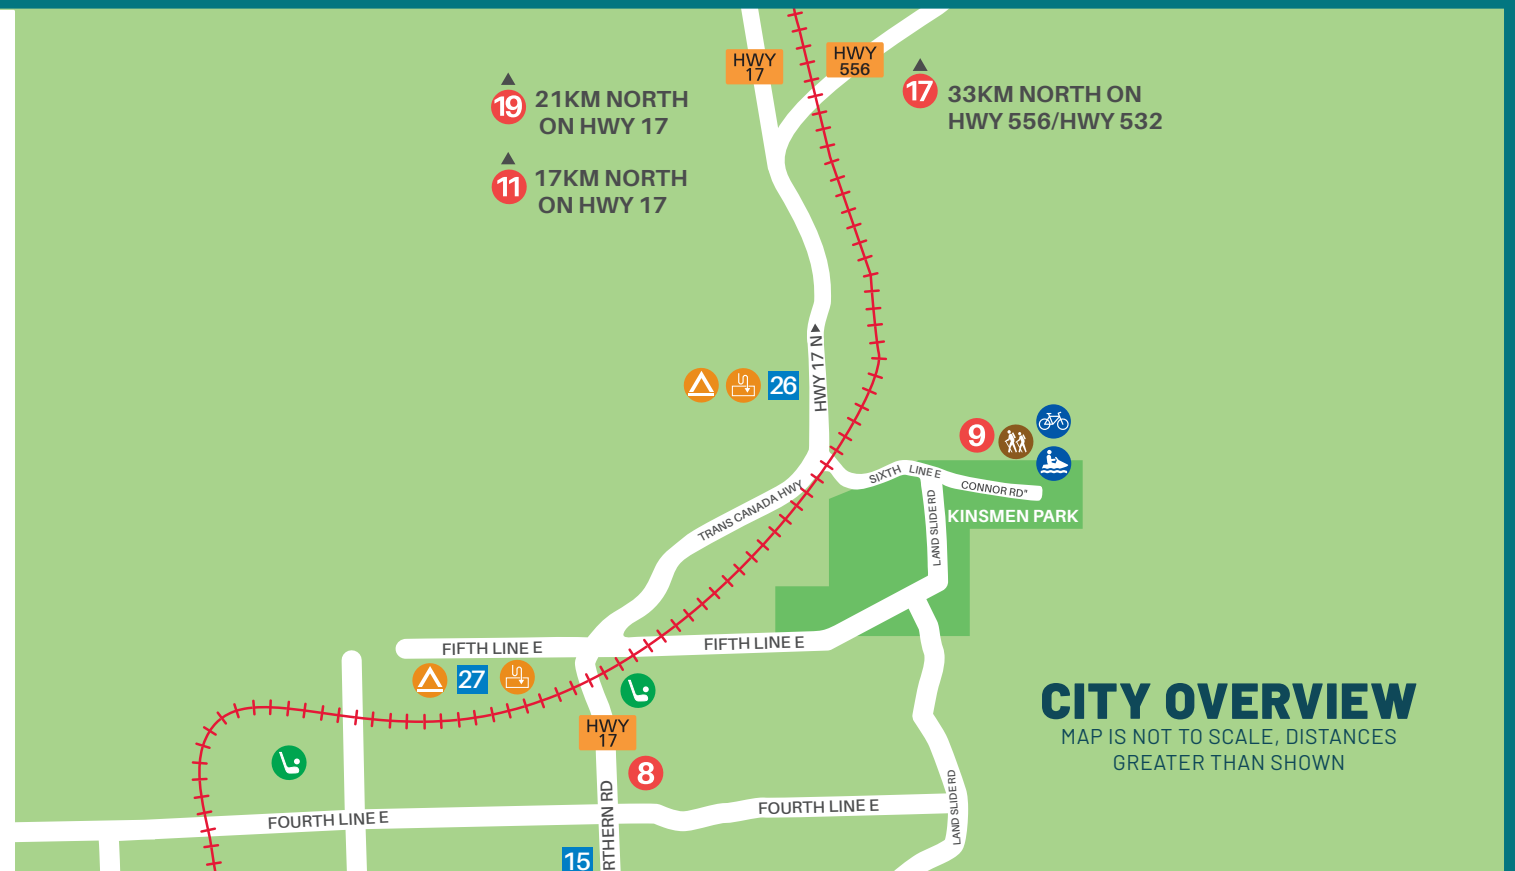 HWY
17
HWY
556
19
21KM NORTH
ON HWY 17
17
33KM NORTH ON
HWY 556/HWY 532
11
17KM NORTH
ON HWY 17
HWY 17 N
26
9
SIXTH LINE E
CONNOR RD"
TRANS CANADA HWY
LAND SLIDE RD
KINSMEN PARK
FIFTH LINE E
FIFTH LINE E
27
HWY
17
8
CITY OVERVIEW
MAP IS NOT TO SCALE, DISTANCES
GREATER THAN SHOWN
FOURTH LINE E
RTHERN RD
FOURTH LINE E
LAND SLIDE RD
15